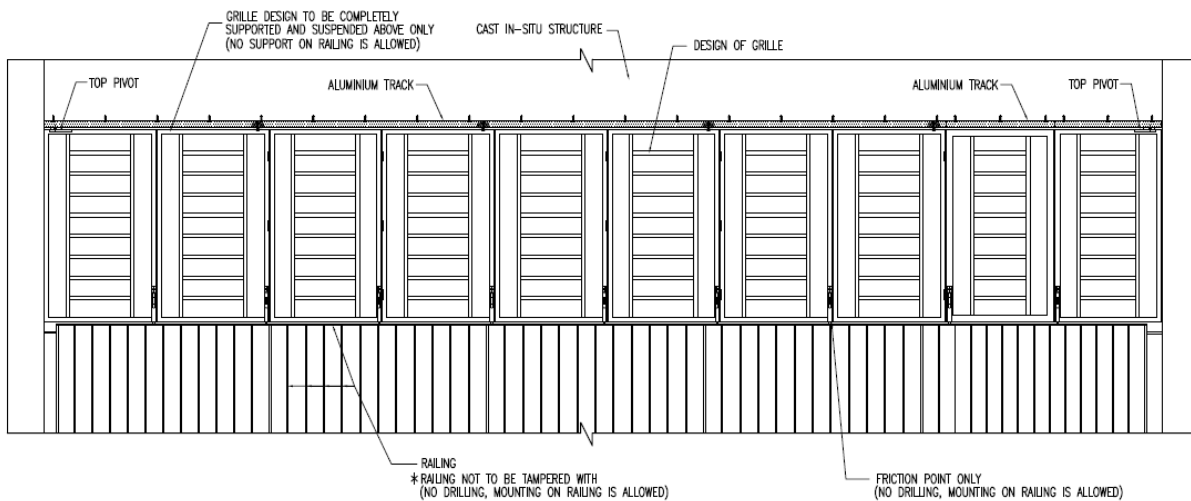 GRILLE DESIGN TO BE COMPLETELY
SUPPORTED AND SUSPENDED ABOVE ONLY
(NO SUPPORT ON RAILING IS ALLOWED)
CAST IN-SITU STRUCTURE
DESIGN OF GRILLE
TOP PIVOT
ALUMINIUM TRACK
ALUMINIUM TRACK
TOP PIVOT
RAILING
*RAILING NOT TO BE TAMPERED WITH
(NO DRILLING, MOUNTING ON RAILING IS ALLOWED)
FRICTION POINT ONLY
(NO DRILLING, MOUNTING ON RAILING IS ALLOWED)